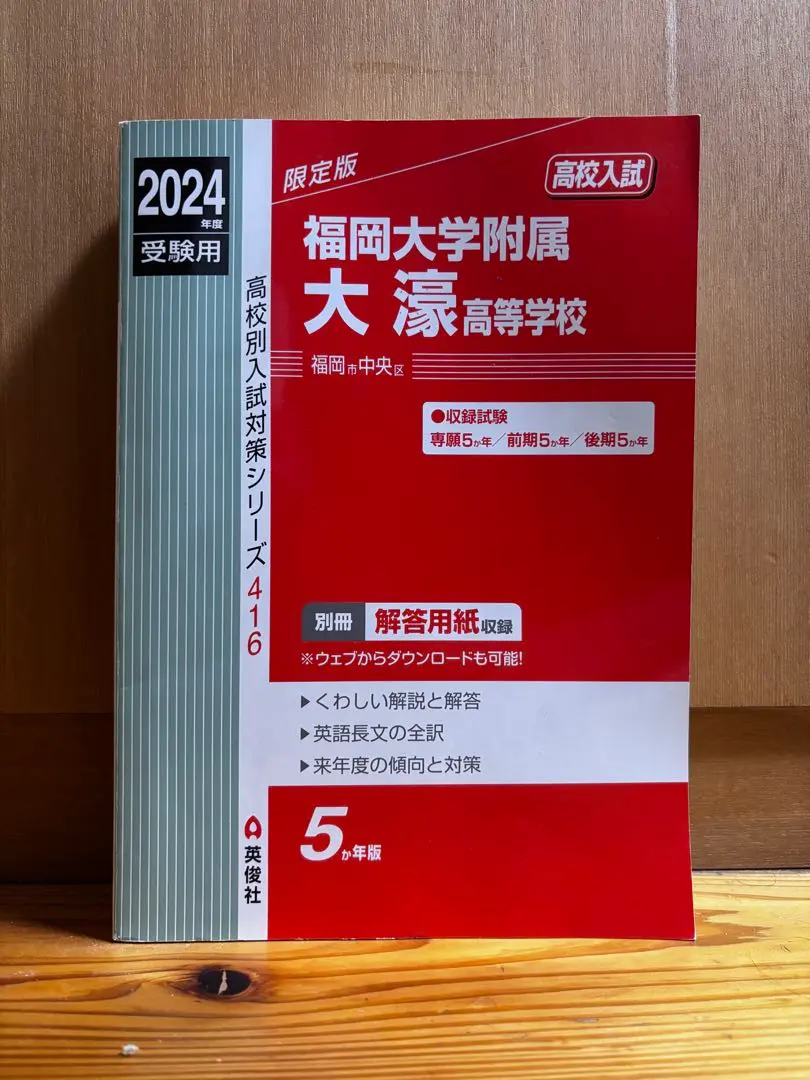 2024
年度
受験用
高校別入試対策シリーズ416
英俊社
限定版
高校入試
福岡大学附属
大濠高等学校
福岡市中央区
●収録試験
専願5か年/前期5か年/後期5か年
別冊 解答用紙収録
※ウェブからダウンロードも可能!
▶くわしい解説と解答
▶英語長文の全訳
▶来年度の傾向と対策
5か年版